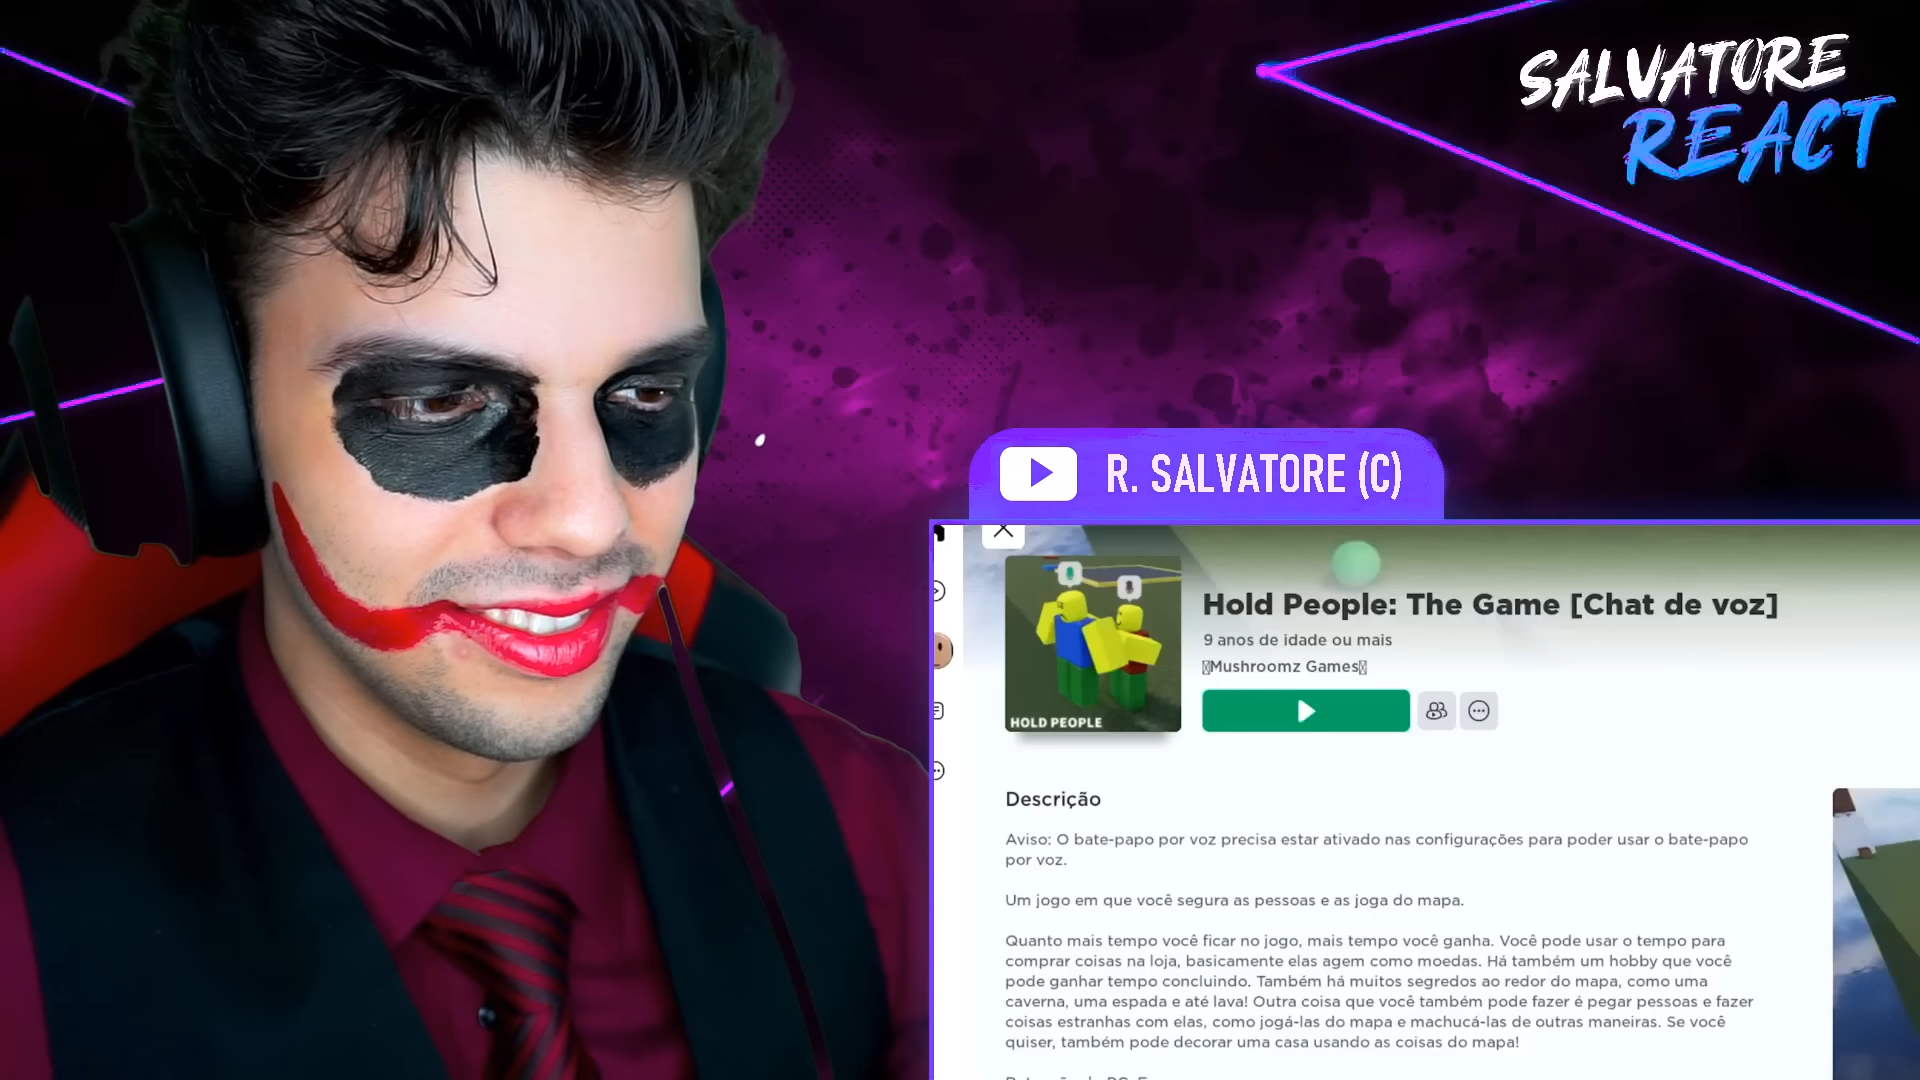 SALVATORE
REACT
R. SALVATORE (C)
Hold People: The Game [Chat de voz]
9 anos de idade ou mais
Mushroomz Games
HOLD PEOPLE
Descrição
Aviso: O bate-papo por voz precisa estar ativado nas configurações para poder usar o bate-papo
por voz.
Um jogo em que você segura as pessoas e as joga do mapa.
Quanto mais tempo você ficar no jogo, mais tempo você ganha. Você pode usar o tempo para
comprar coisas na loja, basicamente elas agem como moedas. Há também um hobby que você
pode ganhar tempo concluindo. Também há muitos segredos ao redor do mapa, como uma
caverna, uma espada e até lava! Outra coisa que você também pode fazer é pegar pessoas e fazer
coisas estranhas com elas, como jogá-las do mapa e machucá-las de outras maneiras. Se você
quiser, também pode decorar uma casa usando as coisas do mapa!